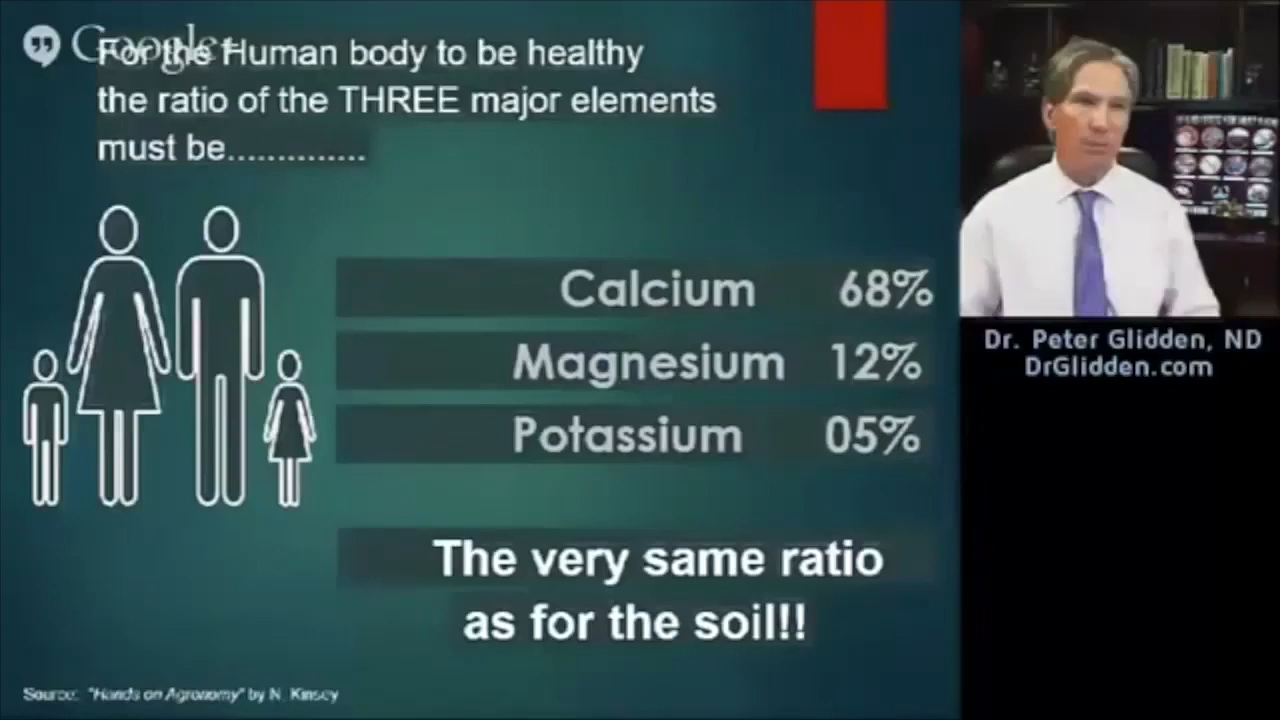 Google+
For the Human body to be healthy
the ratio of the THREE major elements
must be..............
Calcium 68%
Magnesium 12%
Potassium 05%
The very same ratio
as for the soil!!
Source: "Hands on Agronomy" by N. Kinsey
Dr. Peter Glidden, ND
DrGlidden.com